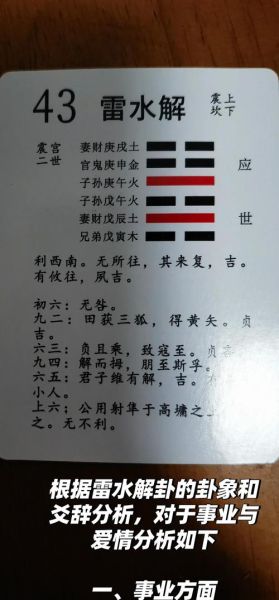 43 雷水解 震上
坎下
震宫 妻财庚戌土
二世 官鬼庚申金 应
子孙庚午火
子孙戊午火
妻财戊辰土 世
兄弟戊寅木
利西南。无所往,其来复,吉。
有攸往,夙吉。
初六:无咎。
九二:田获三狐,得黄矢。贞
吉。
六三:负且乘,致寇至。贞
九四:解而拇,朋至斯孚。
六五:君子维有解,吉。
小人。
上六;公用射隼于高墉之
之。无不利。
根据雷水解卦的卦象和
爻辞分析,对于事业与
爱情分析如下
一、事业方面